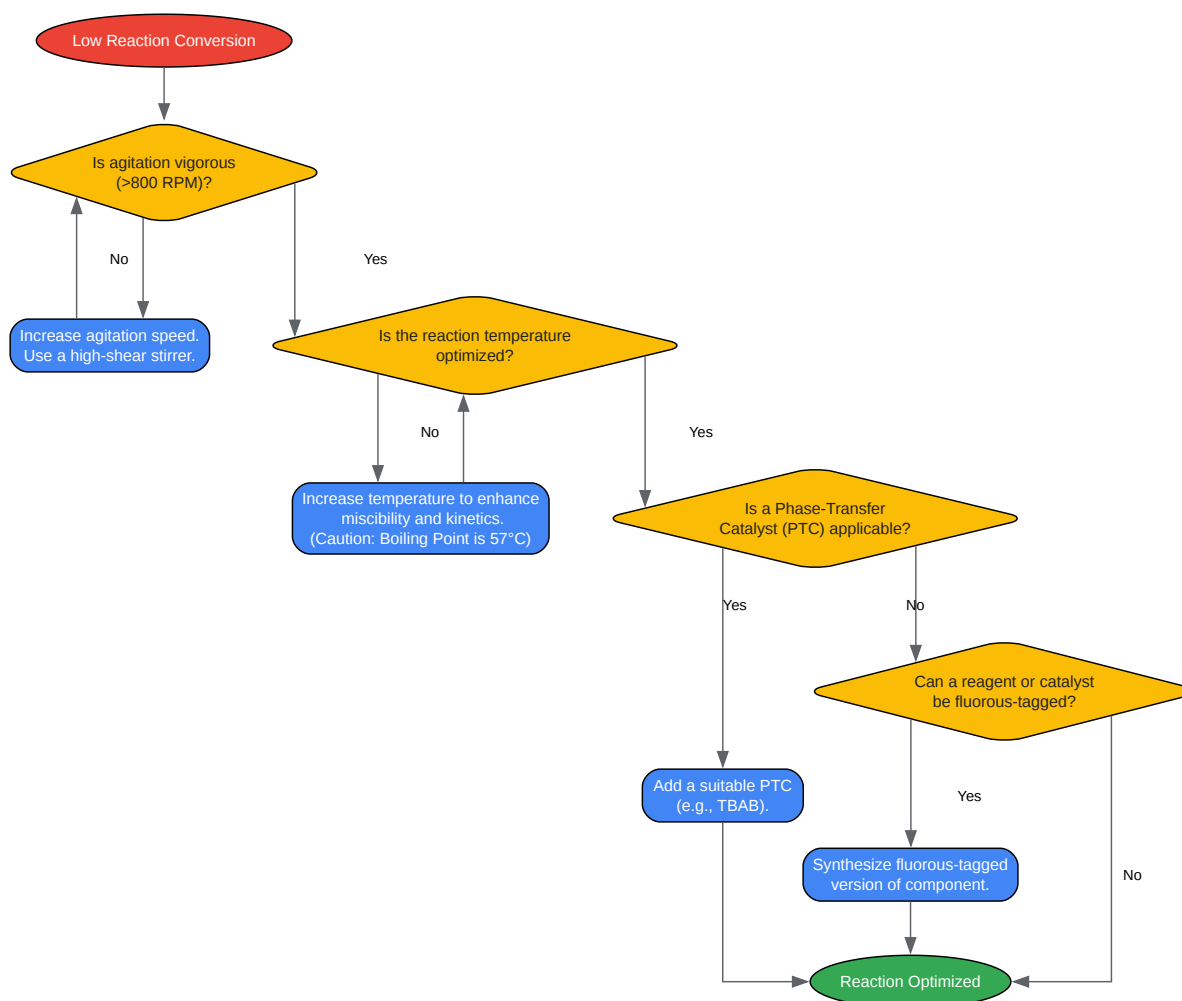 Low Reaction Conversion
Is agitation vigorous
(>800 RPM)?
No
Yes
Increase agitation speed.
Use a high-shear stirrer.
Is the reaction temperature
optimized?
No
Yes
Increase temperature to enhance
miscibility and kinetics.
(Caution: Boiling Point is 57°C)
Is a Phase-Transfer
Catalyst (PTC) applicable?
Yes
No
Can a reagent or catalyst
be fluorous-tagged?
Add a suitable PTC
(e.g., TBAB).
Yes
No
Synthesize fluorous-tagged
version of component.
Reaction Optimized